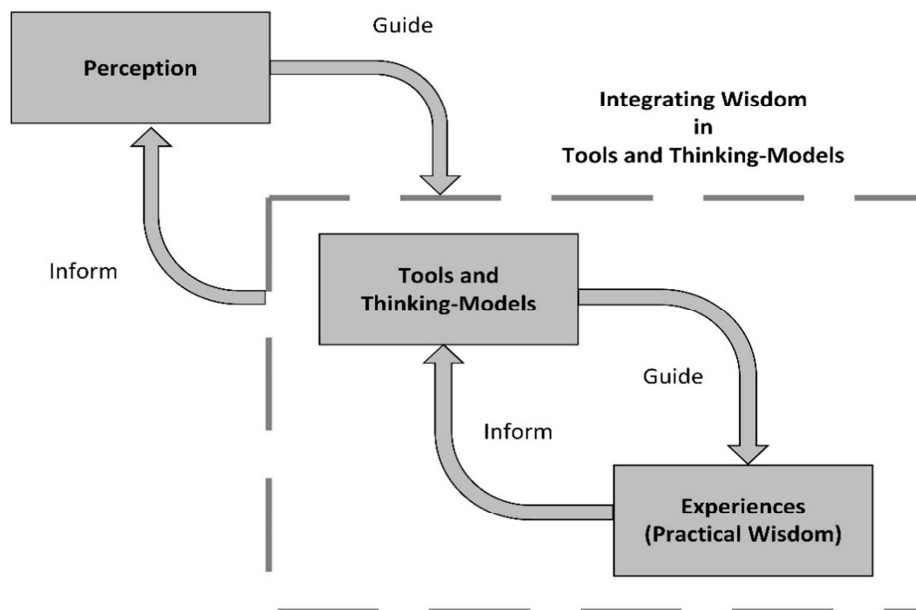 Guide
Perception
Integrating Wisdom
in
Tools and Thinking-Models
Inform
Tools and
Thinking-Models
Guide
Inform
Experiences
(Practical Wisdom)